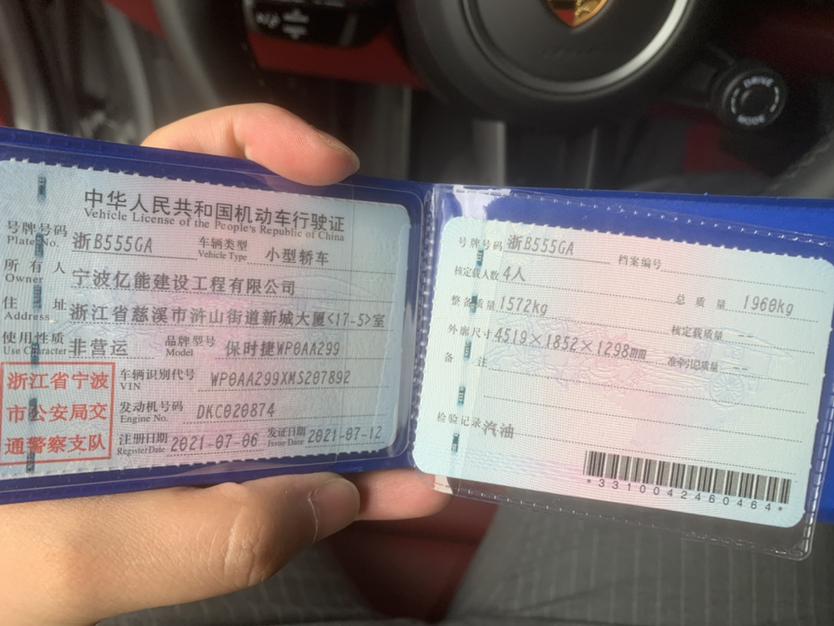 中华人民共和国机动车行驶证
Vehicle License of the People's Republic of China
号牌号码 浙B555GA 车辆类型 小型轿车
Plate No. Vehicle Type
所有人 宁波亿能建设工程有限公司
Owner
住址 浙江省慈溪市浒山街道新城大厦<17-5>室
Address
使用性质 非营运 品牌型号 保时捷WP0AA299
Use Character Model
浙江省宁波
市公安局交
通警察支队
车辆识别代号 WP0AA299XMS207892
VIN
发动机号码 DKC020874
Engine No.
注册日期 2021-07-06 发证日期 2021-07-12
Register Date Issue Date
号牌号码 浙B555GA 档案编号
核定载人数 4人 总质量 1960kg
整备质量 1572kg 核定载质量 --
外廓尺寸 4519×1852×1298mm 准牵引总质量 --
备注
检验记录 汽油
*3310042460464*
DRIVE
MODE